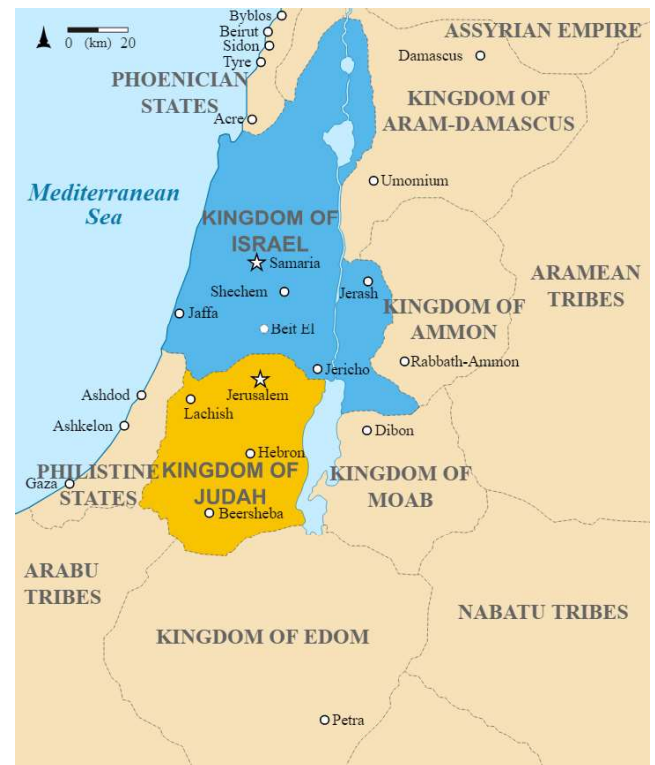 Byblos
Beirut
Sidon
Tyre
0 (km) 20
ASSYRIAN EMPIRE
Damascus
PHOENICIAN
STATES
KINGDOM OF
ARAM-DAMASCUS
Acre
Umomium
Mediterranean
Sea
KINGDOM OF
ISRAEL
Samaria
Shechem
Jerash
ARAMEAN
TRIBES
Jaffa
Beit El
KINGDOM OF
AMMON
Rabbath-Ammon
Jericho
Jerusalem
Ashdod
Lachish
Ashkelon
Dibon
Hebron
PHILISTINE
STATES
Gaza
KINGDOM OF
JUDAH
KINGDOM OF
MOAB
Beersheba
ARABU
TRIBES
NABATU TRIBES
KINGDOM OF EDOM
Petra